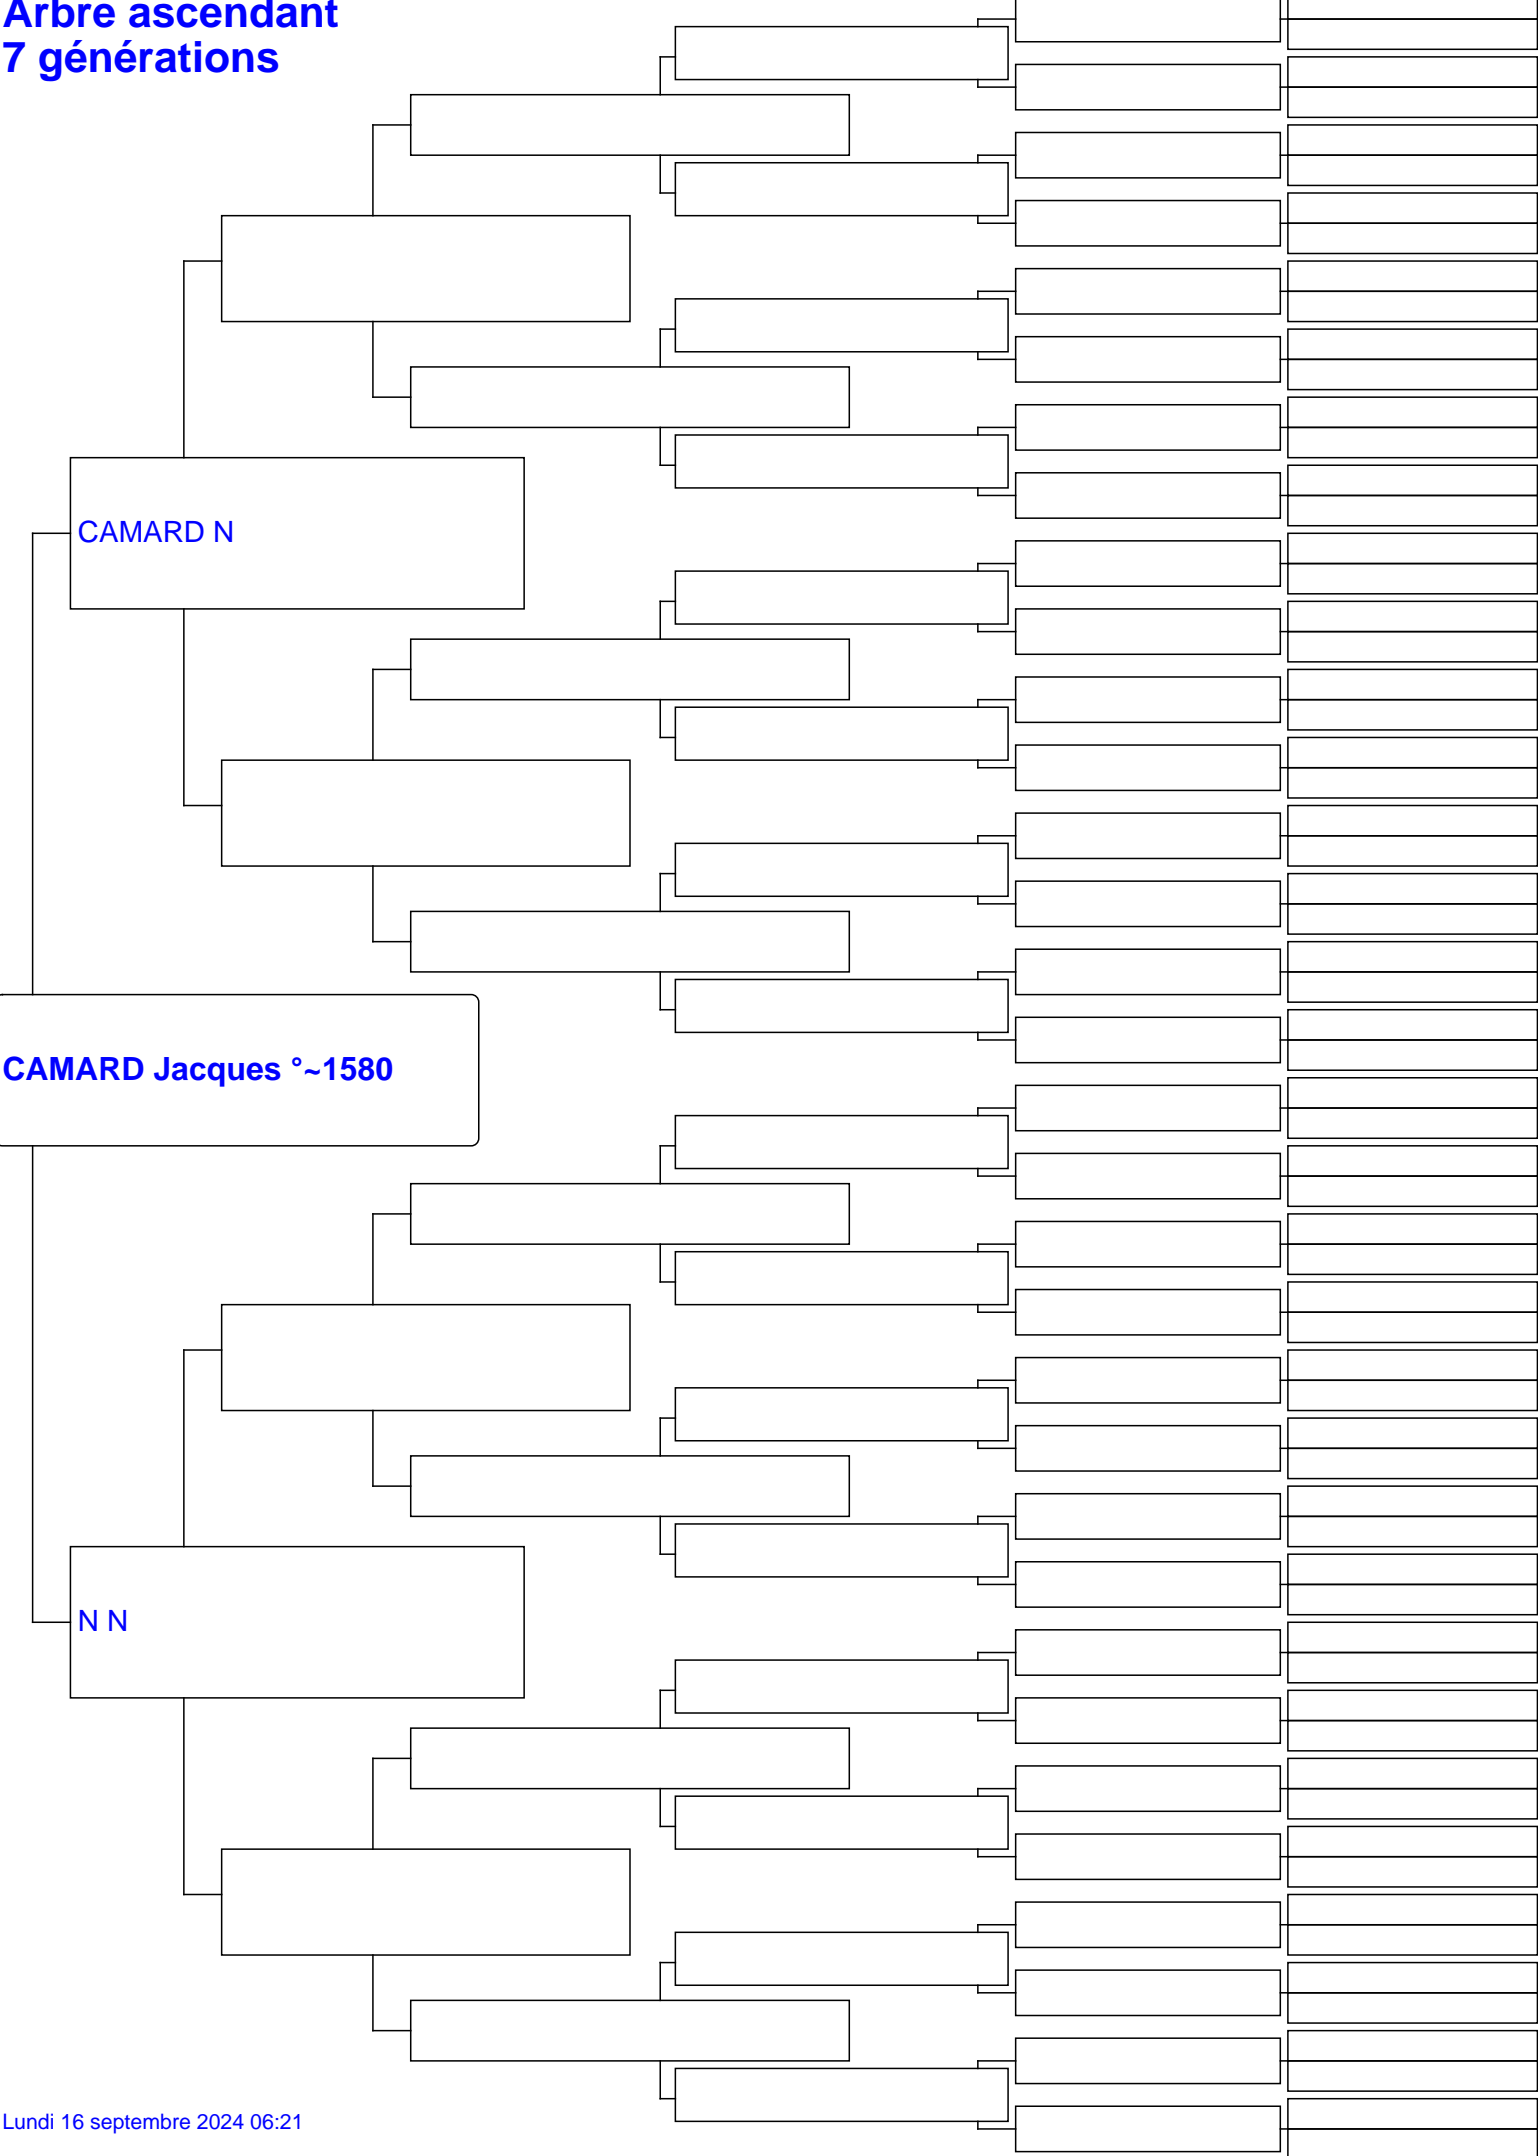 Arbre ascendant
7 générations
CAMARD N
CAMARD Jacques °~1580
N N
Lundi 16 septembre 2024 06:21